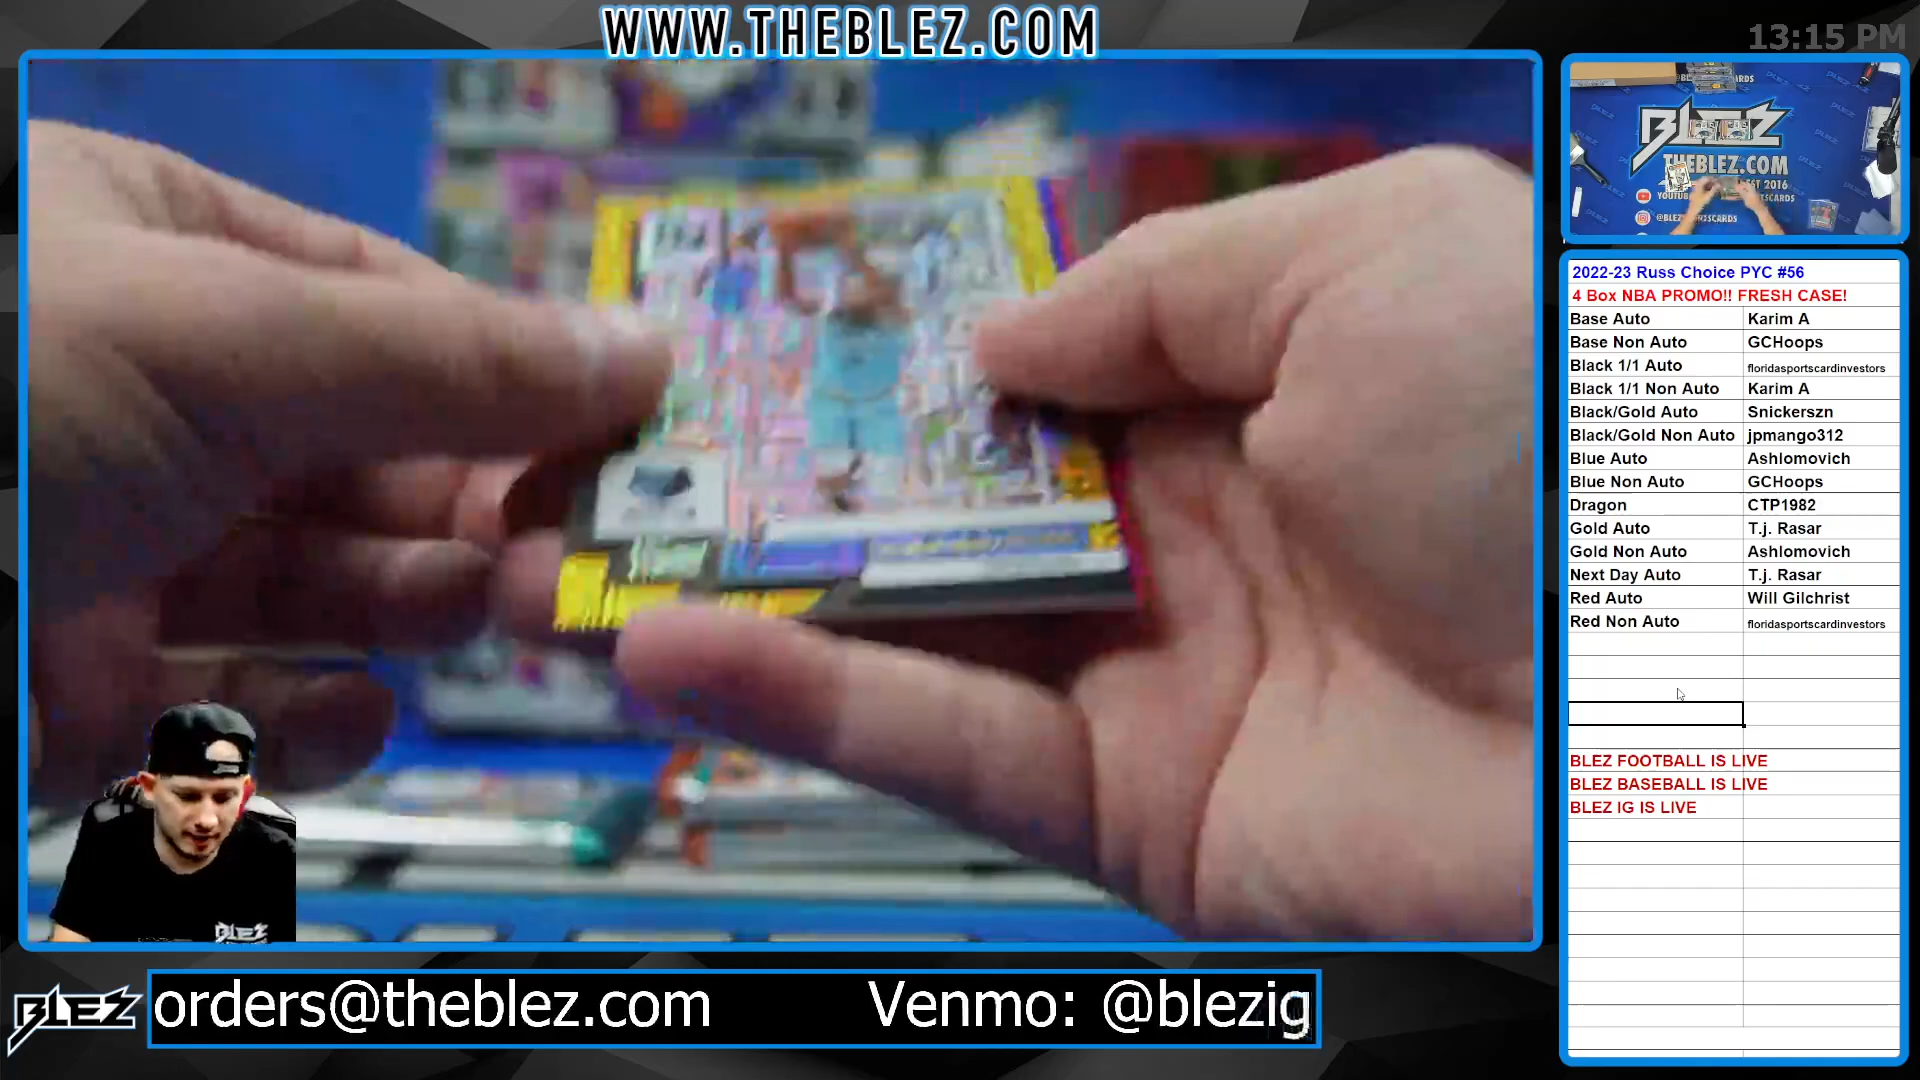 WWW.THEBLEZ.COM
13:15 PM
BLEZ
THEBLEZ.COM
2022-23 Russ Choice PYC #56
4 Box NBA PROMO!! FRESH CASE!
Base Auto Karim A
Base Non Auto GCHoops
Black 1/1 Auto floridasportscardinvestors
Black 1/1 Non Auto Karim A
Black/Gold Auto Snickerszn
Black/Gold Non Auto jpmango312
Blue Auto Ashlomovich
Blue Non Auto GCHoops
Dragon CTP1982
Gold Auto T.j. Rasar
Gold Non Auto Ashlomovich
Next Day Auto T.j. Rasar
Red Auto Will Gilchrist
Red Non Auto floridasportscardinvestors
BLEZ FOOTBALL IS LIVE
BLEZ BASEBALL IS LIVE
BLEZ IG IS LIVE
BLEZ
BLEZ
orders@theblez.com Venmo: @blezig